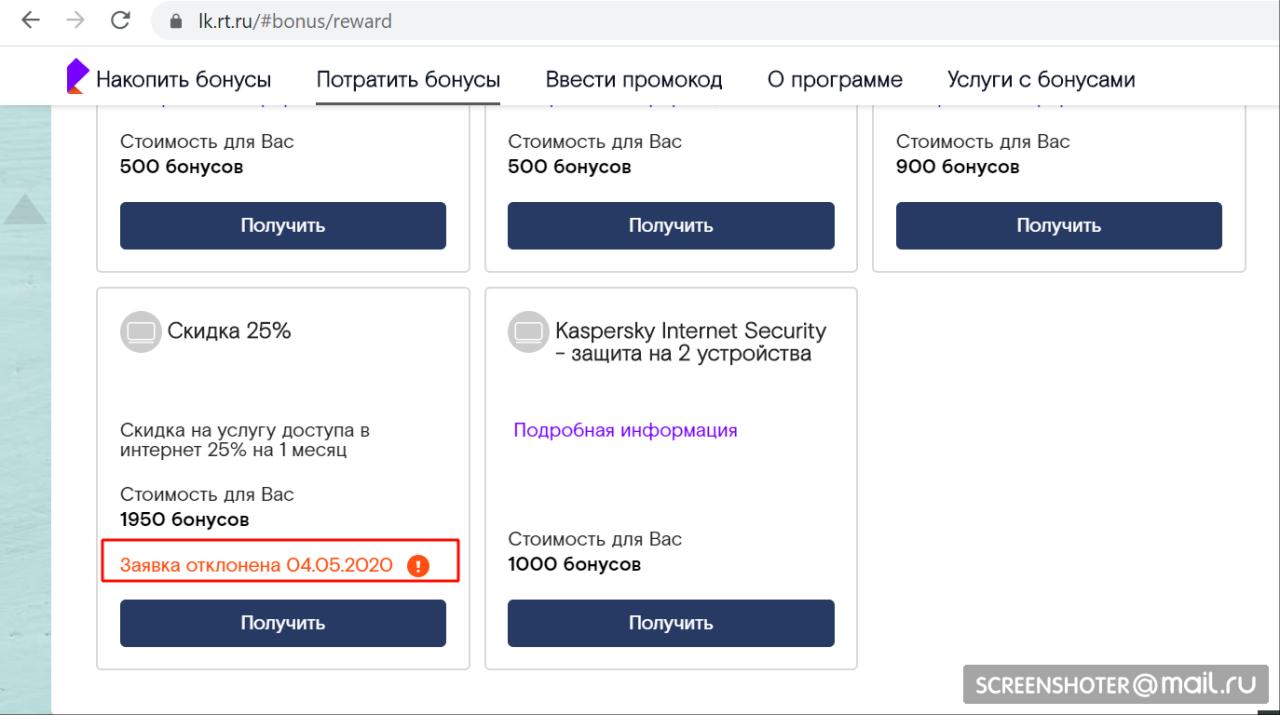 lk.rt.ru/#bonus/reward
Накопить бонусы Потратить бонусы Ввести промокод О программе Услуги с бонусами
Стоимость для Вас
500 бонусов
Получить
Стоимость для Вас
500 бонусов
Получить
Стоимость для Вас
900 бонусов
Получить
Скидка 25%
Скидка на услугу доступа в
интернет 25% на 1 месяц
Стоимость для Вас
1950 бонусов
Заявка отклонена 04.05.2020 !
Получить
Kaspersky Internet Security
– защита на 2 устройства
Подробная информация
Стоимость для Вас
1000 бонусов
Получить
SCREENSHOTER@mail.ru